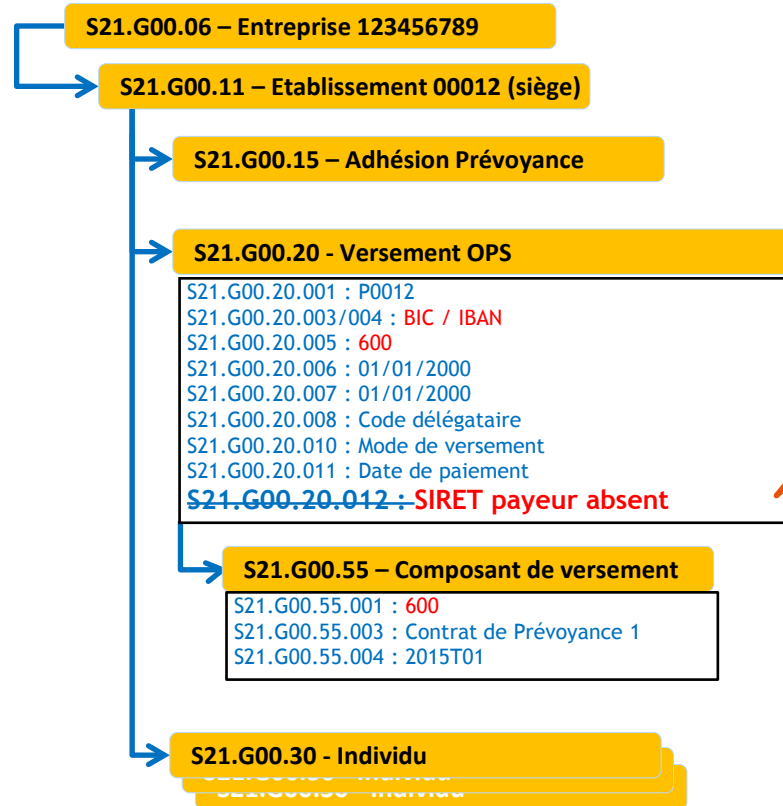 S21.G00.06 – Entreprise 123456789
S21.G00.11 – Etablissement 00012 (siège)
S21.G00.15 – Adhésion Prévoyance
S21.G00.20 - Versement OPS
S21.G00.20.001 : P0012
S21.G00.20.003/004 : BIC / IBAN
S21.G00.20.005 : 600
S21.G00.20.006 : 01/01/2000
S21.G00.20.007 : 01/01/2000
S21.G00.20.008 : Code délégataire
S21.G00.20.010 : Mode de versement
S21.G00.20.011 : Date de paiement
S21.G00.20.012 : SIRET payeur absent
S21.G00.55 – Composant de versement
S21.G00.55.001 : 600
S21.G00.55.003 : Contrat de Prévoyance 1
S21.G00.55.004 : 2015T01
S21.G00.30 - Individu